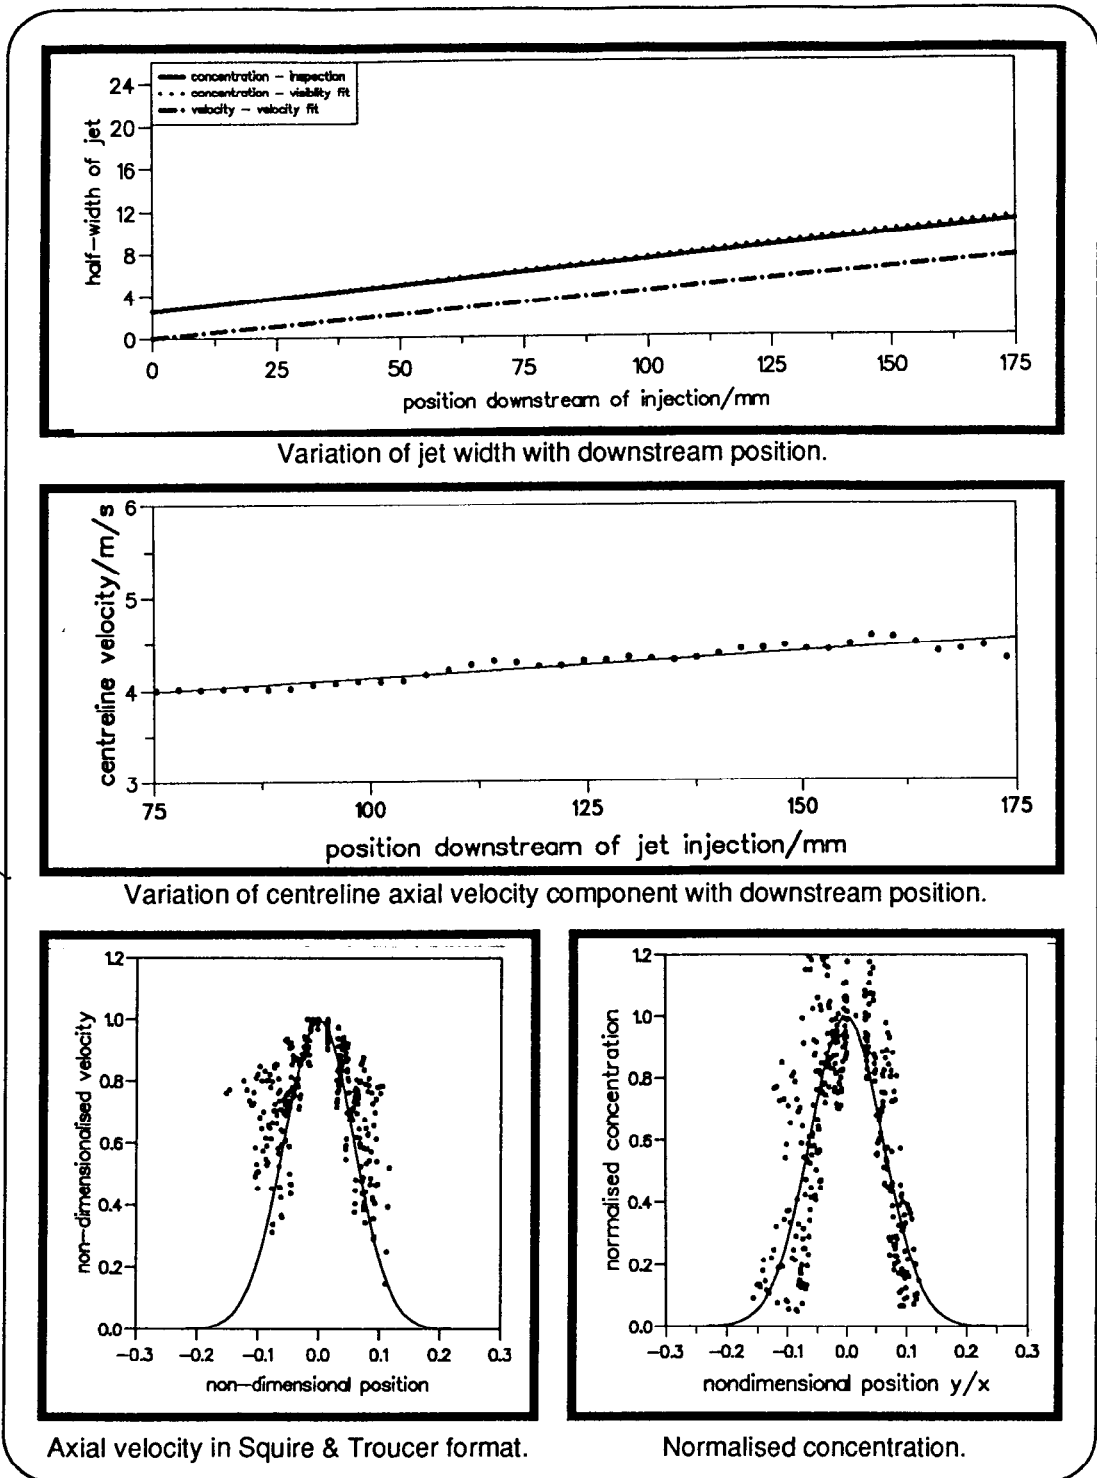 concentration - inspection
concentration - visiblity fit
velocity - velocity fit
half-width of jet
24
20
16
12
8
4
0
0 25 50 75 100 125 150 175
position downstream of injection/mm
Variation of jet width with downstream position.
centreline velocity/m/s
6
5
4
3
75 100 125 150 175
position downstream of jet injection/mm
Variation of centreline axial velocity component with downstream position.
non-dimensionalised velocity
1.2
1.0
0.8
0.6
0.4
0.2
0.0
-0.3 -0.2 -0.1 0.0 0.1 0.2 0.3
non-dimensional position
Axial velocity in Squire & Troucer format.
normalised concentration
1.2
1.0
0.8
0.6
0.4
0.2
0.0
-0.3 -0.2 -0.1 0.0 0.1 0.2 0.3
nondimensional position y/x
Normalised concentration.